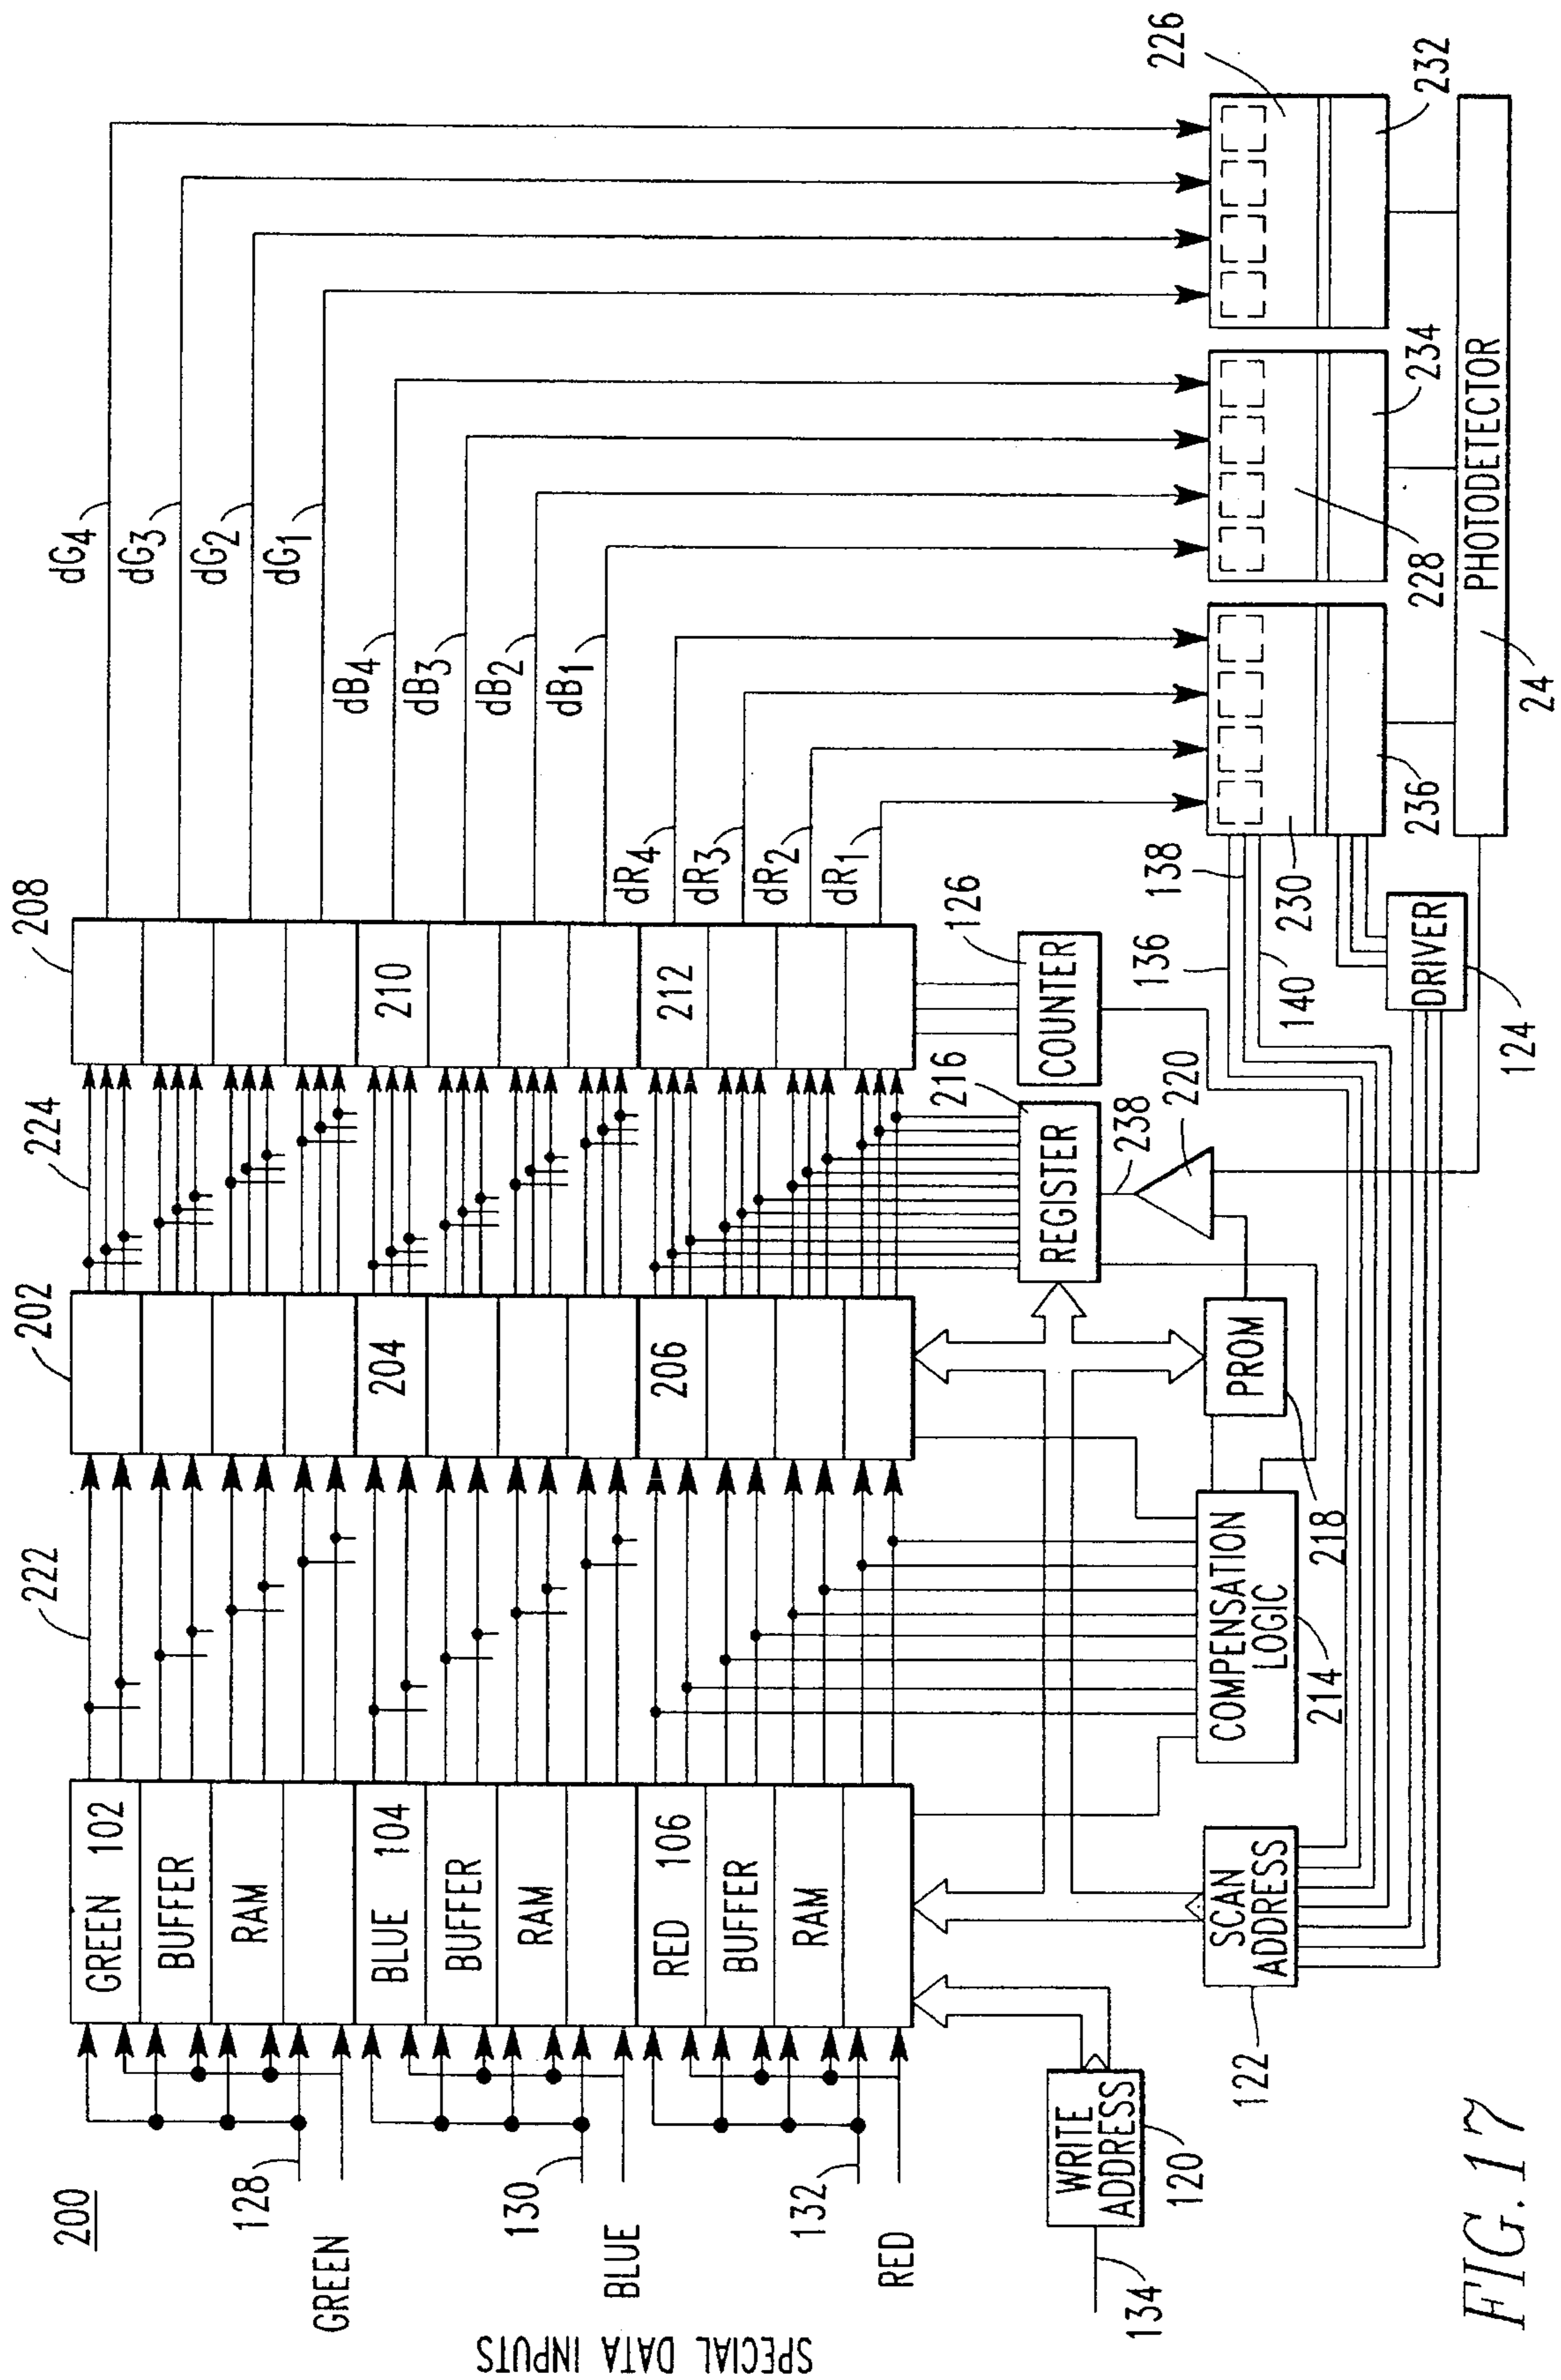 200
SPECIAL DATA INPUTS
GREEN
128
BLUE
130
RED
132
134
WRITE
ADDRESS
120
GREEN 102
BUFFER
RAM
BLUE 104
BUFFER
RAM
RED 106
BUFFER
RAM
SCAN
ADDRESS
122
222
COMPENSATION
LOGIC
214
218
202
204
206
PROM
224
REGISTER
216
238
220
208
210
212
COUNTER
126
DRIVER
124
136
138
140
230
dG4
dG3
dG2
dG1
dB4
dB3
dB2
dB1
dR4
dR3
dR2
dR1
236
228
234
226
232
24
PHOTODETECTOR
FIG. 17